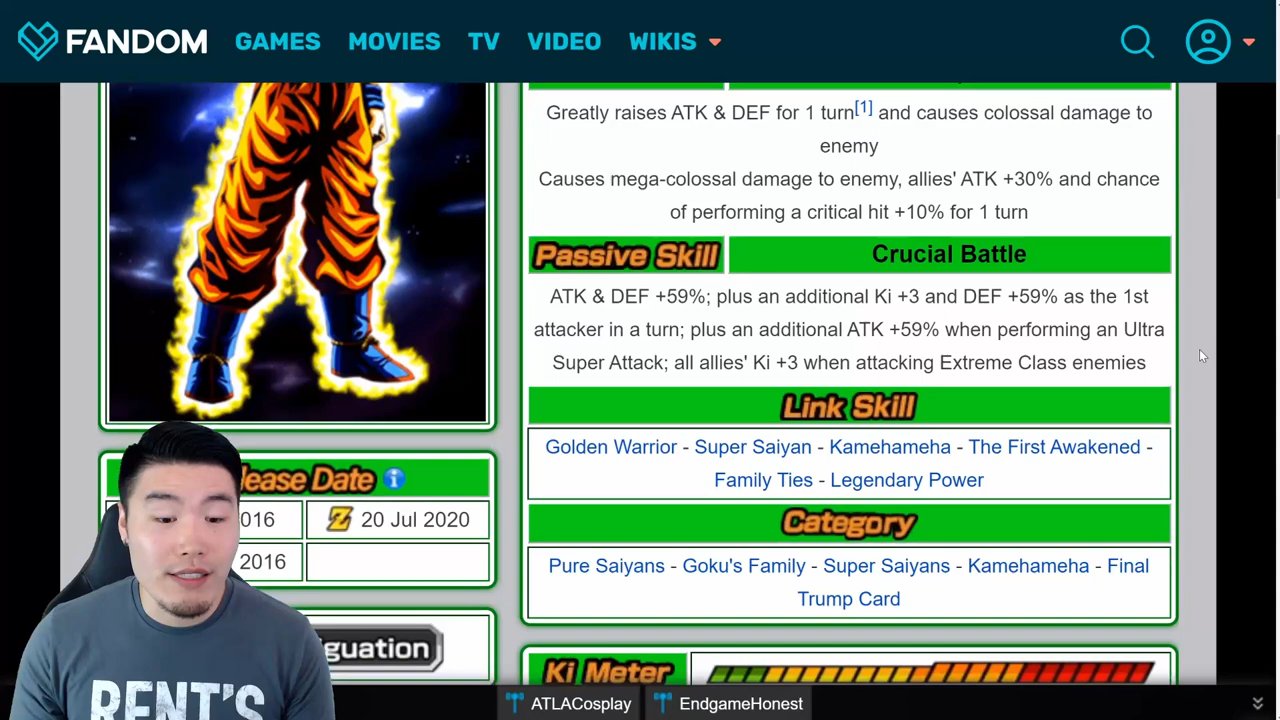 FANDOM GAMES MOVIES TV VIDEO WIKIS
Greatly raises ATK & DEF for 1 turn[1] and causes colossal damage to
enemy
Causes mega-colossal damage to enemy, allies' ATK +30% and chance
of performing a critical hit +10% for 1 turn
Passive Skill
Crucial Battle
ATK & DEF +59%; plus an additional Ki +3 and DEF +59% as the 1st
attacker in a turn; plus an additional ATK +59% when performing an Ultra
Super Attack; all allies' Ki +3 when attacking Extreme Class enemies
Link Skill
Golden Warrior - Super Saiyan - Kamehameha - The First Awakened -
Family Ties - Legendary Power
Category
Pure Saiyans - Goku's Family - Super Saiyans - Kamehameha - Final
Trump Card
Ki Meter
lease Date i
016
Z 20 Jul 2020
2016
guation
RENT'S
ATLACosplay
EndgameHonest